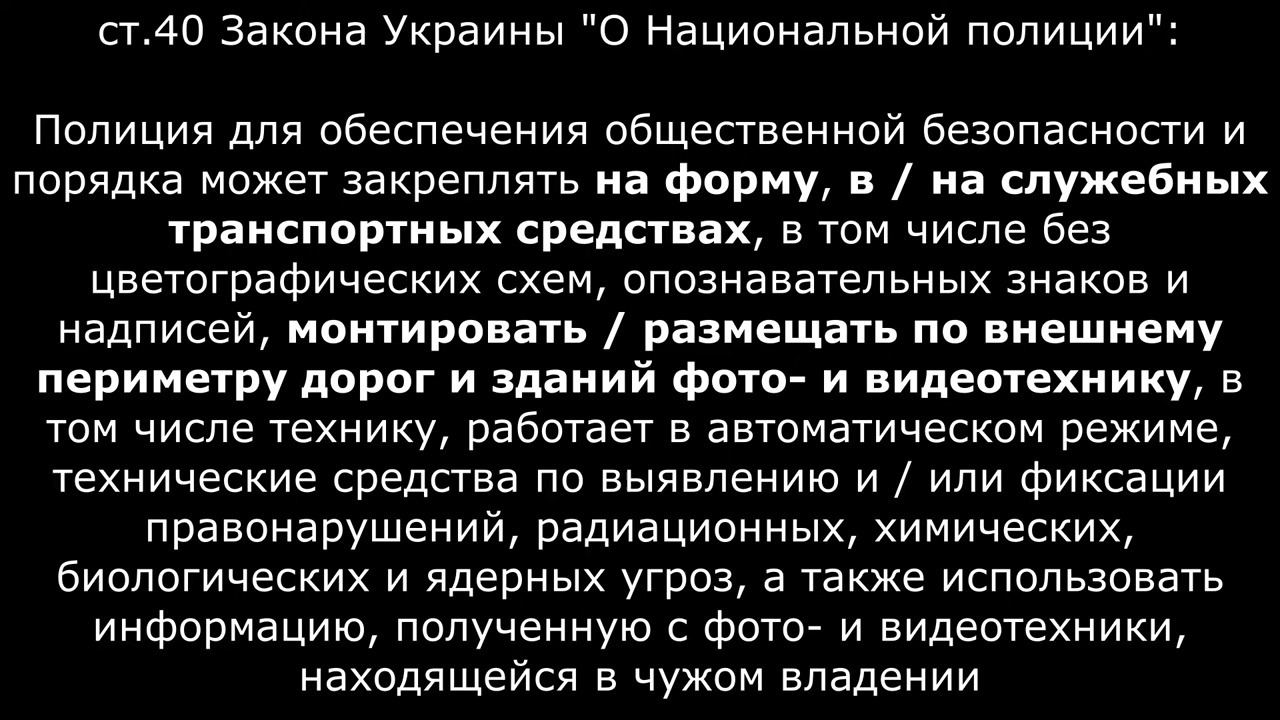 ст.40 Закона Украины "О Национальной полиции":
Полиция для обеспечения общественной безопасности и
порядка может закреплять на форму, в / на служебных
транспортных средствах, в том числе без
цветографических схем, опознавательных знаков и
надписей, монтировать / размещать по внешнему
периметру дорог и зданий фото- и видеотехнику, в
том числе технику, работает в автоматическом режиме,
технические средства по выявлению и / или фиксации
правонарушений, радиационных, химических,
биологических и ядерных угроз, а также использовать
информацию, полученную с фото- и видеотехники,
находящейся в чужом владении